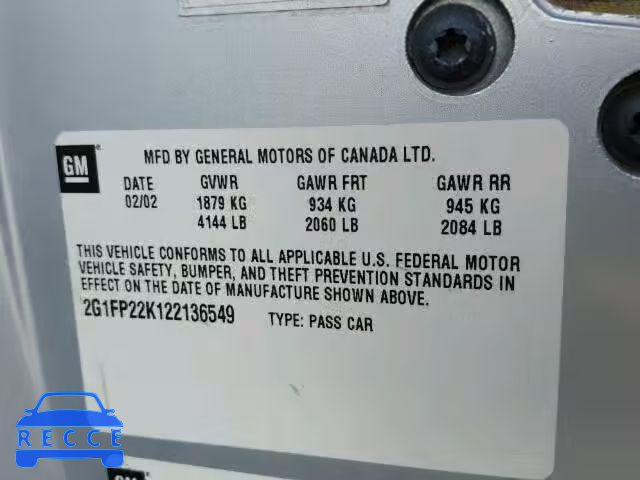 GM
MFD BY GENERAL MOTORS OF CANADA LTD.
DATE GVWR GAWR FRT GAWR RR
02/02 1879 KG 934 KG 945 KG
4144 LB 2060 LB 2084 LB
THIS VEHICLE CONFORMS TO ALL APPLICABLE U.S. FEDERAL MOTOR
VEHICLE SAFETY, BUMPER, AND THEFT PREVENTION STANDARDS IN
EFFECT ON THE DATE OF MANUFACTURE SHOWN ABOVE.
2G1FP22K122136549 TYPE: PASS CAR
RECCE
GM